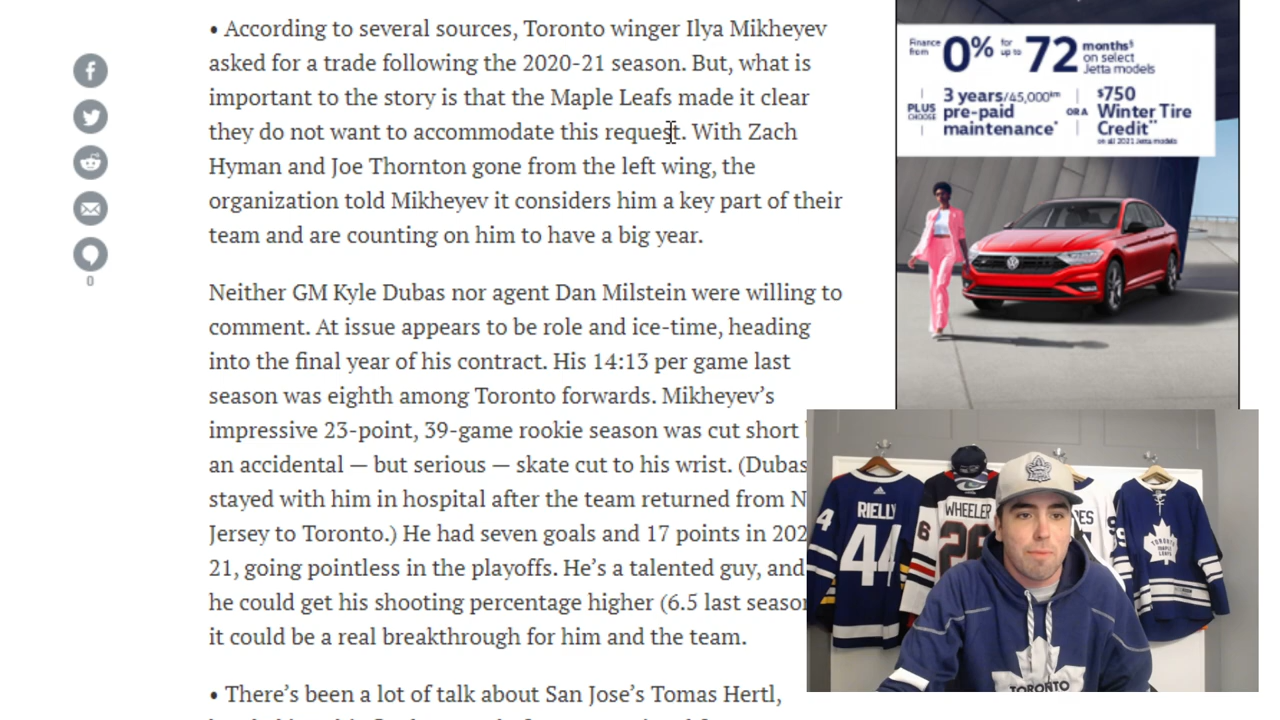 • According to several sources, Toronto winger Ilya Mikheyev
asked for a trade following the 2020-21 season. But, what is
important to the story is that the Maple Leafs made it clear
they do not want to accommodate this request. With Zach
Hyman and Joe Thornton gone from the left wing, the
organization told Mikheyev it considers him a key part of their
team and are counting on him to have a big year.
Neither GM Kyle Dubas nor agent Dan Milstein were willing to
comment. At issue appears to be role and ice-time, heading
into the final year of his contract. His 14:13 per game last
season was eighth among Toronto forwards. Mikheyev’s
impressive 23-point, 39-game rookie season was cut short
an accidental — but serious — skate cut to his wrist. (Dubas
stayed with him in hospital after the team returned from N
Jersey to Toronto.) He had seven goals and 17 points in 202
21, going pointless in the playoffs. He’s a talented guy, and
he could get his shooting percentage higher (6.5 last season
it could be a real breakthrough for him and the team.
• There’s been a lot of talk about San Jose’s Tomas Hertl,
0
Finance from 0% for up to 72 months§ on select Jetta models
PLUS CHOOSE
3 years/45,000km
pre-paid
maintenance*
OR A
$750
Winter Tire
Credit**
on all 2021 Jetta models
4
RIELLY
44
WHEELER
6
26
ES
9
TORONTO
MAPLE
LEAFS
TORONTO